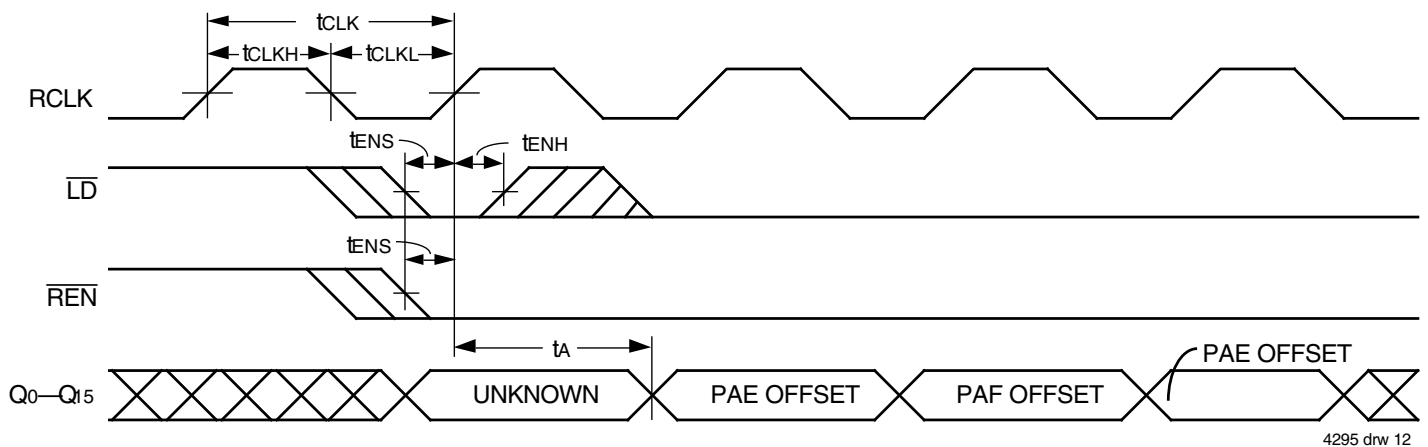 tCLK
tCLKH
tCLKL
RCLK
tENS
tENH
LD
tENS
REN
tA
Q0—Q15
UNKNOWN
PAE OFFSET
PAF OFFSET
PAE OFFSET
4295 drw 12